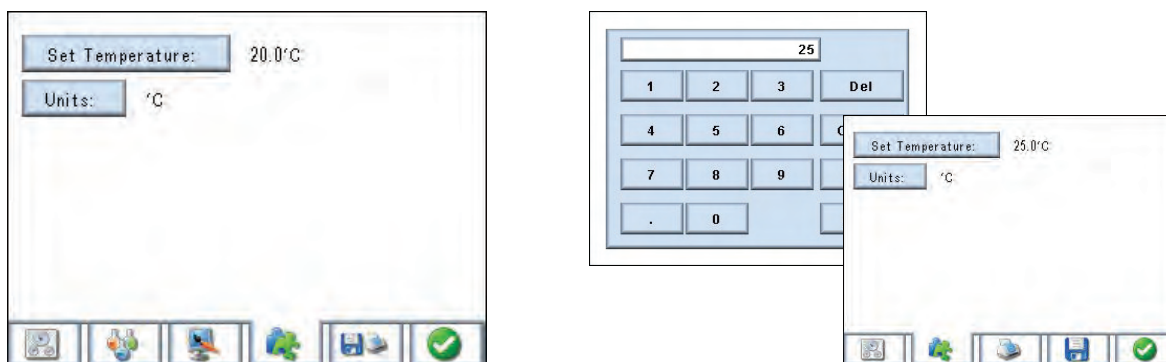 Set Temperature: 20.0°C
Units: °C
25
1 2 3 Del
4 5 6 C
7 8 9
. 0
Set Temperature: 25.0°C
Units: °C